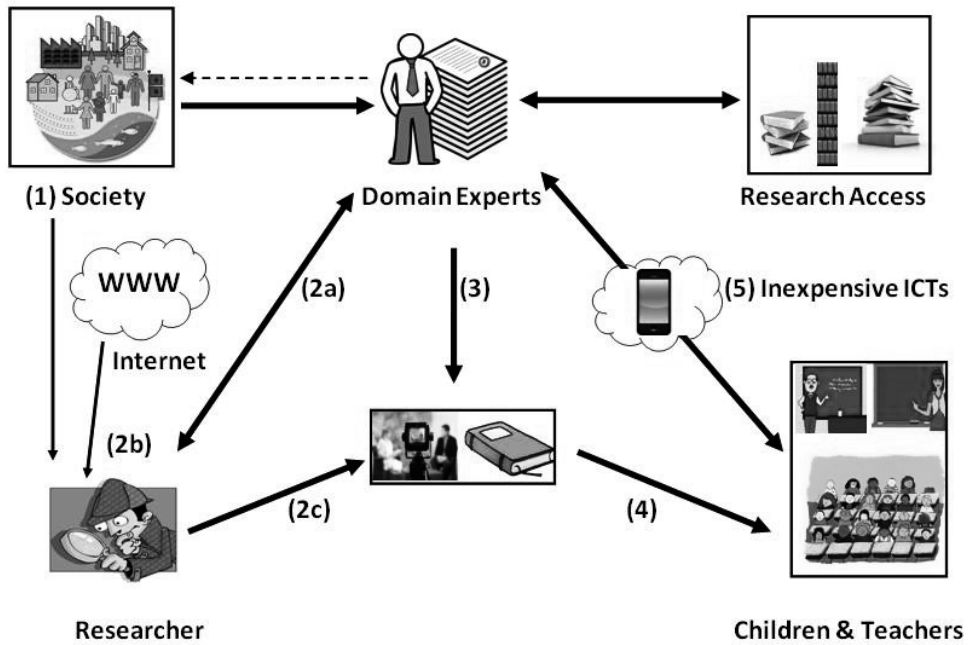 (1) Society
Domain Experts
Research Access
WWW
Internet
(2a)
(3)
(5) Inexpensive ICTs
(2b)
(2c)
(4)
Researcher
Children & Teachers